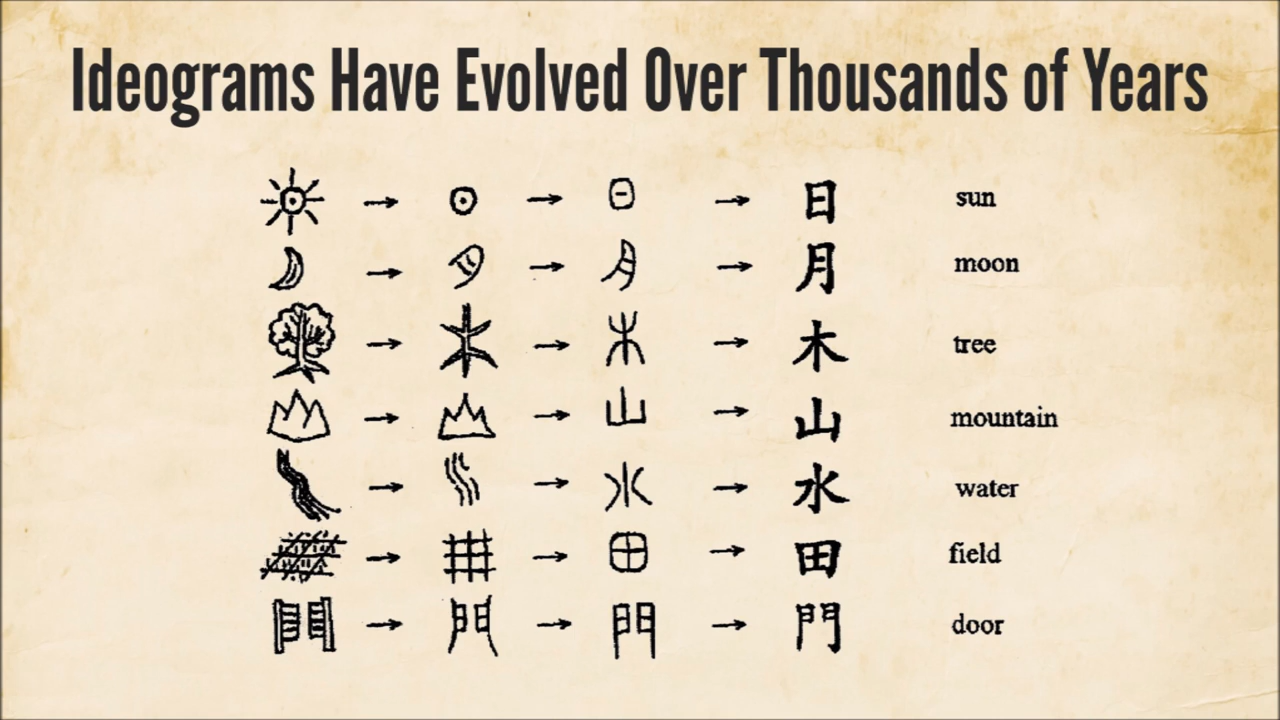 Ideograms Have Evolved Over Thousands of Years
日 sun
月 moon
木 tree
山 mountain
水 water
田 field
門 door